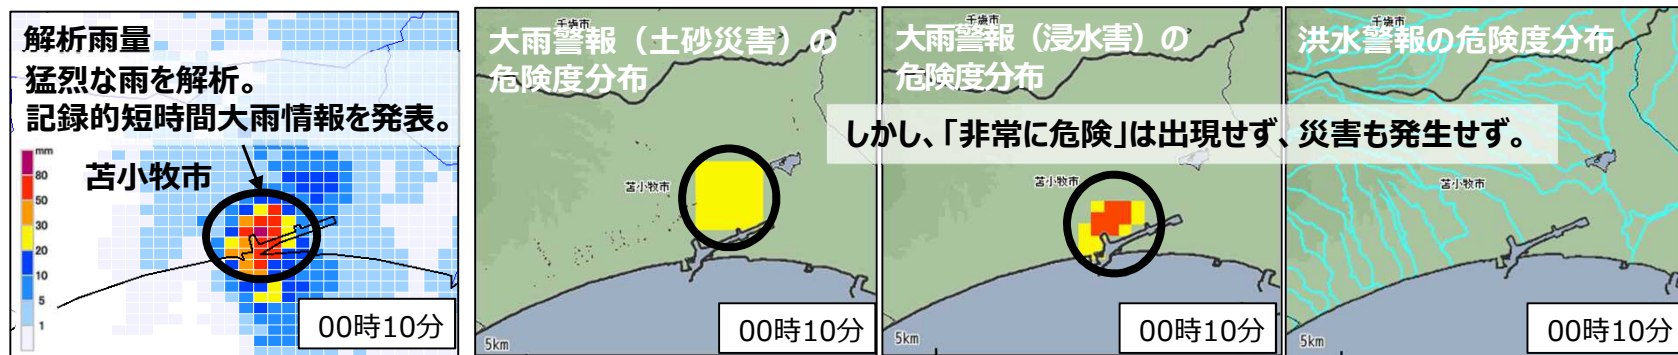 解析雨量
猛烈な雨を解析。
記録的短時間大雨情報を発表。
苫小牧市
mm
80
50
30
20
10
5
1
00時10分
大雨警報（土砂災害）の
危険度分布
千歳市
苫小牧市
5km
00時10分
大雨警報（浸水害）の
危険度分布
千歳市
しかし、「非常に危険」は出現せず、災害も発生せず。
苫小牧市
5km
00時10分
洪水警報の危険度分布
千歳市
苫小牧市
5km
00時10分